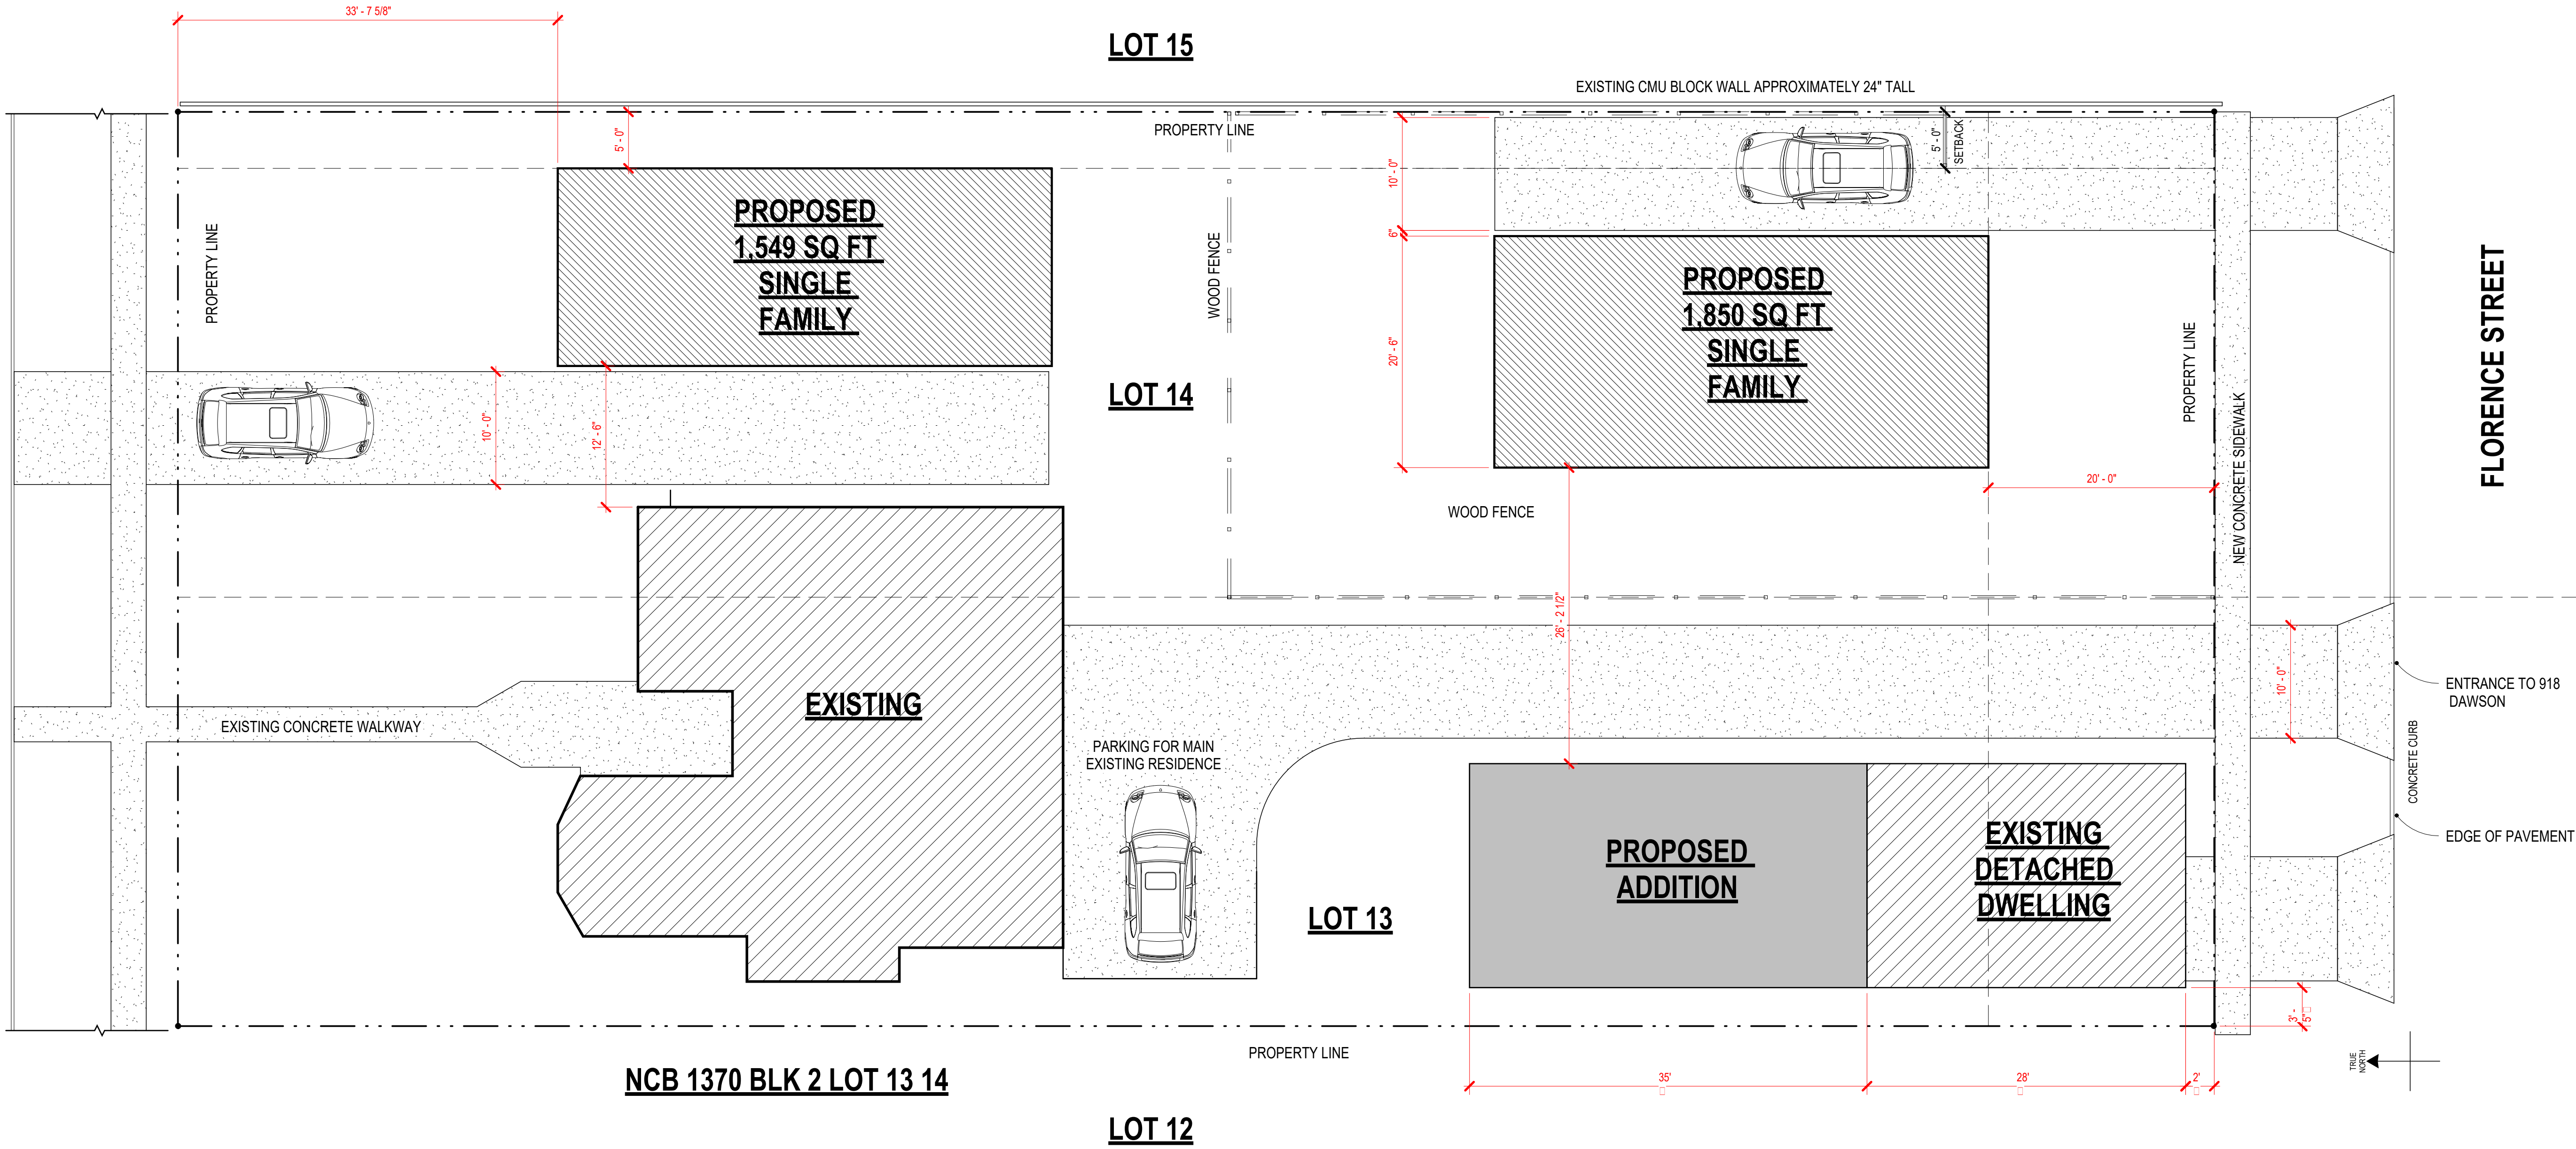 33' - 7 5/8"
LOT 15
EXISTING CMU BLOCK WALL APPROXIMATELY 24" TALL
PROPERTY LINE
5' - 0"
5' - 0"
SETBACK
10' - 0"
6"
20' - 6"
PROPERTY LINE
PROPOSED
1,549 SQ FT
SINGLE
FAMILY
WOOD FENCE
PROPOSED
1,850 SQ FT
SINGLE
FAMILY
PROPERTY LINE
FLORENCE STREET
LOT 14
10' - 0"
12' - 6"
20' - 0"
NEW CONCRETE SIDEWALK
WOOD FENCE
26' - 2 1/2"
10' - 0"
ENTRANCE TO 918
DAWSON
EXISTING
EXISTING CONCRETE WALKWAY
PARKING FOR MAIN
EXISTING RESIDENCE
CONCRETE CURB
EDGE OF PAVEMENT
PROPOSED
ADDITION
EXISTING
DETACHED
DWELLING
LOT 13
3' -
5"
PROPERTY LINE
TRUE
NORTH
NCB 1370 BLK 2 LOT 13 14
35'
28'
2'
LOT 12